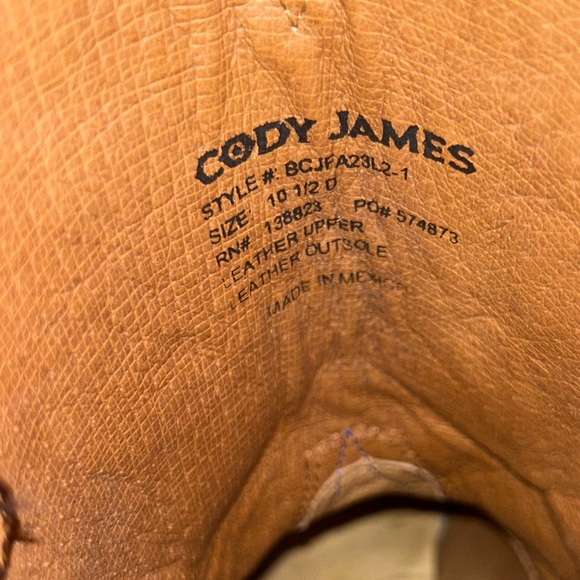 CODY JAMES
STYLE #: BCJFA23L2-1
SIZE: 10 1/2 D
RN# 138823 PO# 574873
LEATHER UPPER
LEATHER OUTSOLE
MADE IN MEXICO